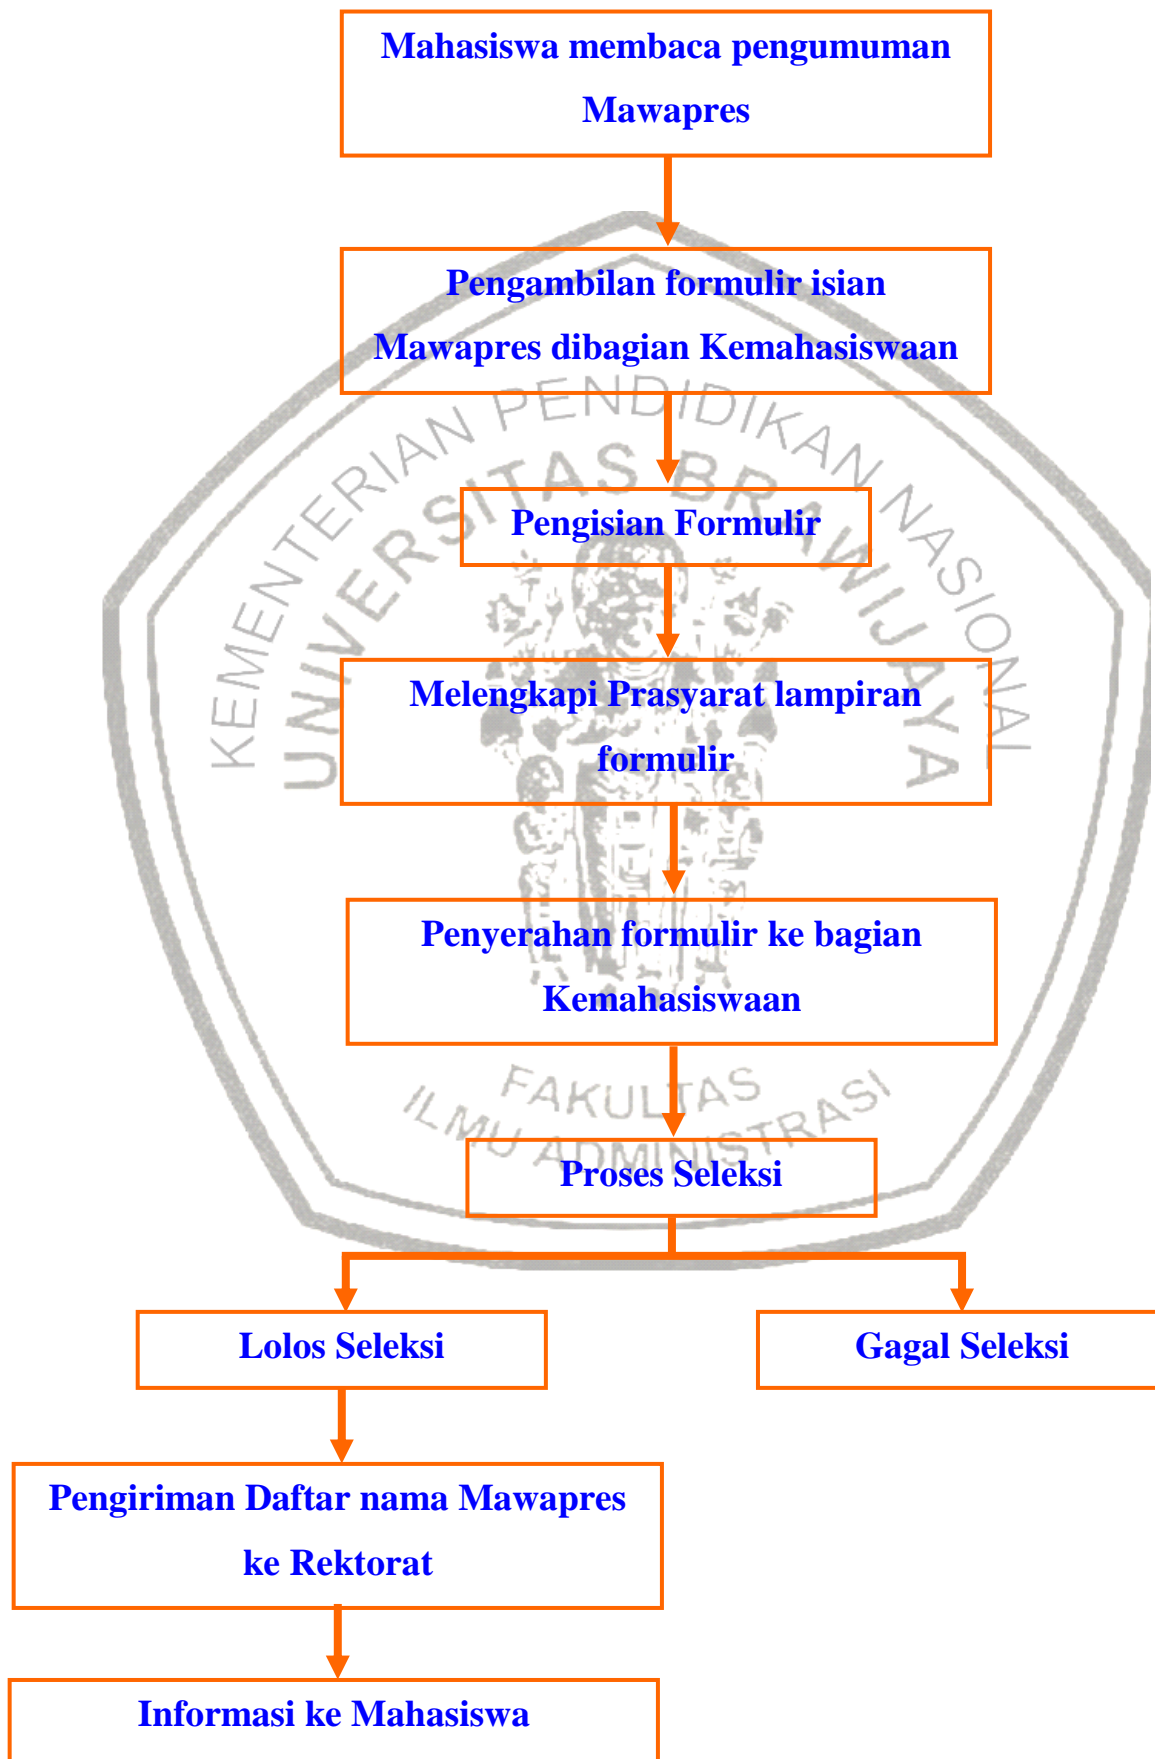 Mahasiswa membaca pengumuman
Mawapres
Pengambilan formulir isian
Mawapres dibagian Kemahasiswaan
KEMENTERIAN PENDIDIKAN NASIONAL
UNIVERSITAS BRAWIJAYA
Pengisian Formulir
Melengkapi Prasyarat lampiran
formulir
Penyerahan formulir ke bagian
Kemahasiswaan
FAKULTAS
ILMU ADMINISTRASI
Proses Seleksi
Lolos Seleksi
Gagal Seleksi
Pengiriman Daftar nama Mawapres
ke Rektorat
Informasi ke Mahasiswa